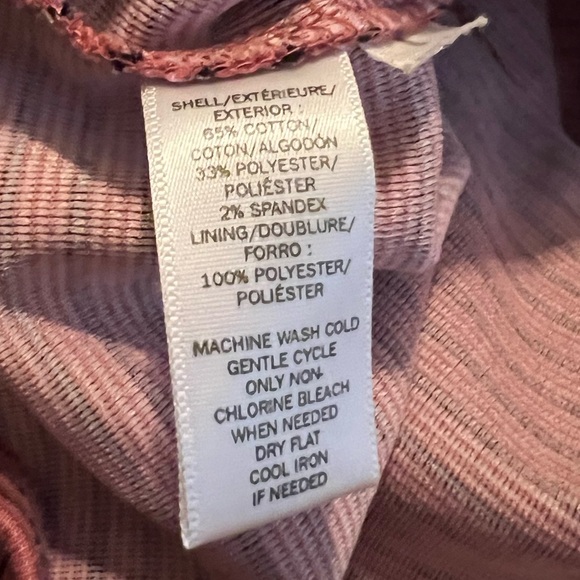 SHELL/EXTÉRIEURE/
EXTERIOR :
65% COTTON/
COTON/ALGODÓN
33% POLYESTER/
POLIÉSTER
2% SPANDEX
LINING/DOUBLURE/
FORRO :
100% POLYESTER/
POLIÉSTER
MACHINE WASH COLD
GENTLE CYCLE
ONLY NON-
CHLORINE BLEACH
WHEN NEEDED
DRY FLAT
COOL IRON
IF NEEDED